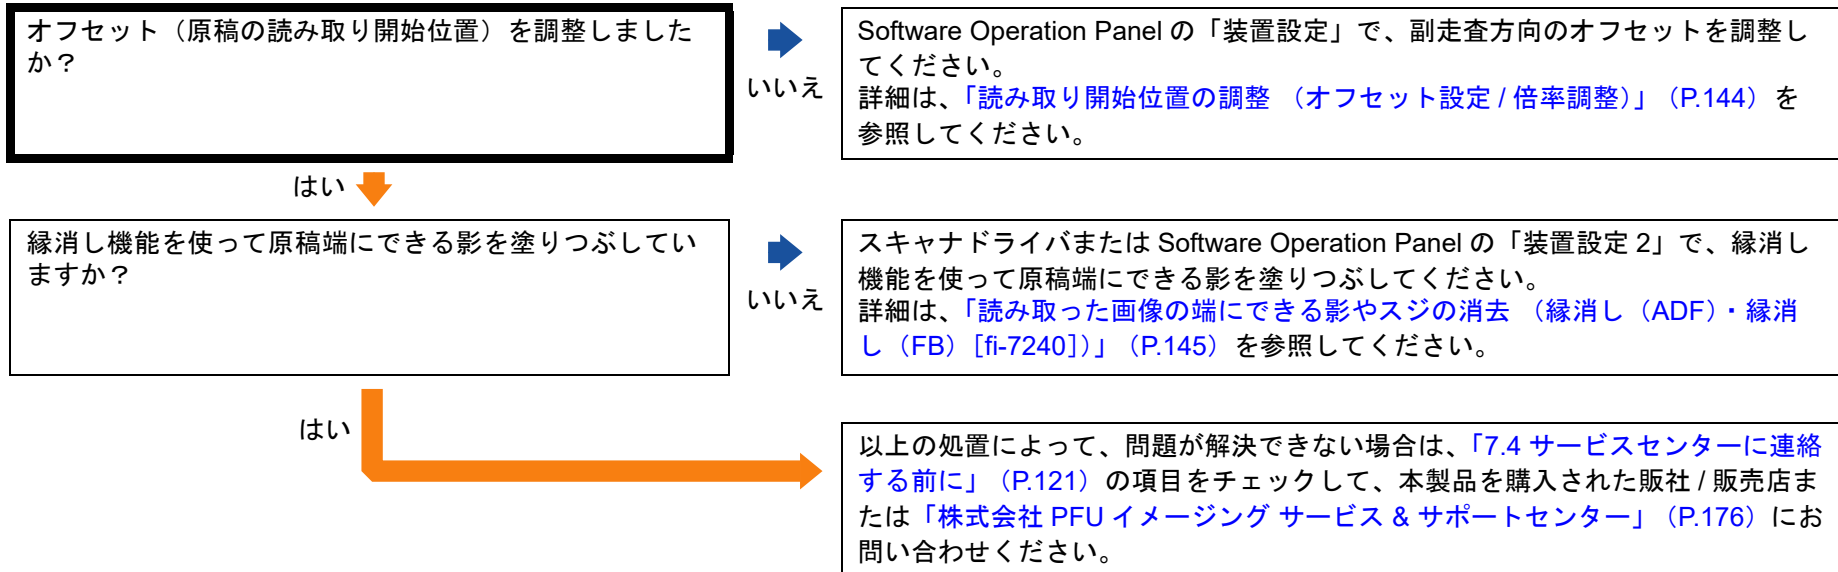 オフセット（原稿の読み取り開始位置）を調整しました
か？
いいえ
Software Operation Panel の「装置設定」で、副走査方向のオフセットを調整し
てください。
詳細は、「読み取り開始位置の調整 （オフセット設定 / 倍率調整）」（P.144）を
参照してください。
はい
縁消し機能を使って原稿端にできる影を塗りつぶしてい
ますか？
いいえ
スキャナドライバまたは Software Operation Panel の「装置設定 2」で、縁消し
機能を使って原稿端にできる影を塗りつぶしてください。
詳細は、「読み取った画像の端にできる影やスジの消去 （縁消し（ADF）・縁消
し（FB）［fi-7240］）」（P.145）を参照してください。
はい
以上の処置によって、問題が解決できない場合は、「7.4 サービスセンターに連絡
する前に」（P.121）の項目をチェックして、本製品を購入された販社 / 販売店ま
たは「株式会社 PFU イメージング サービス & サポートセンター」（P.176）にお
問い合わせください。